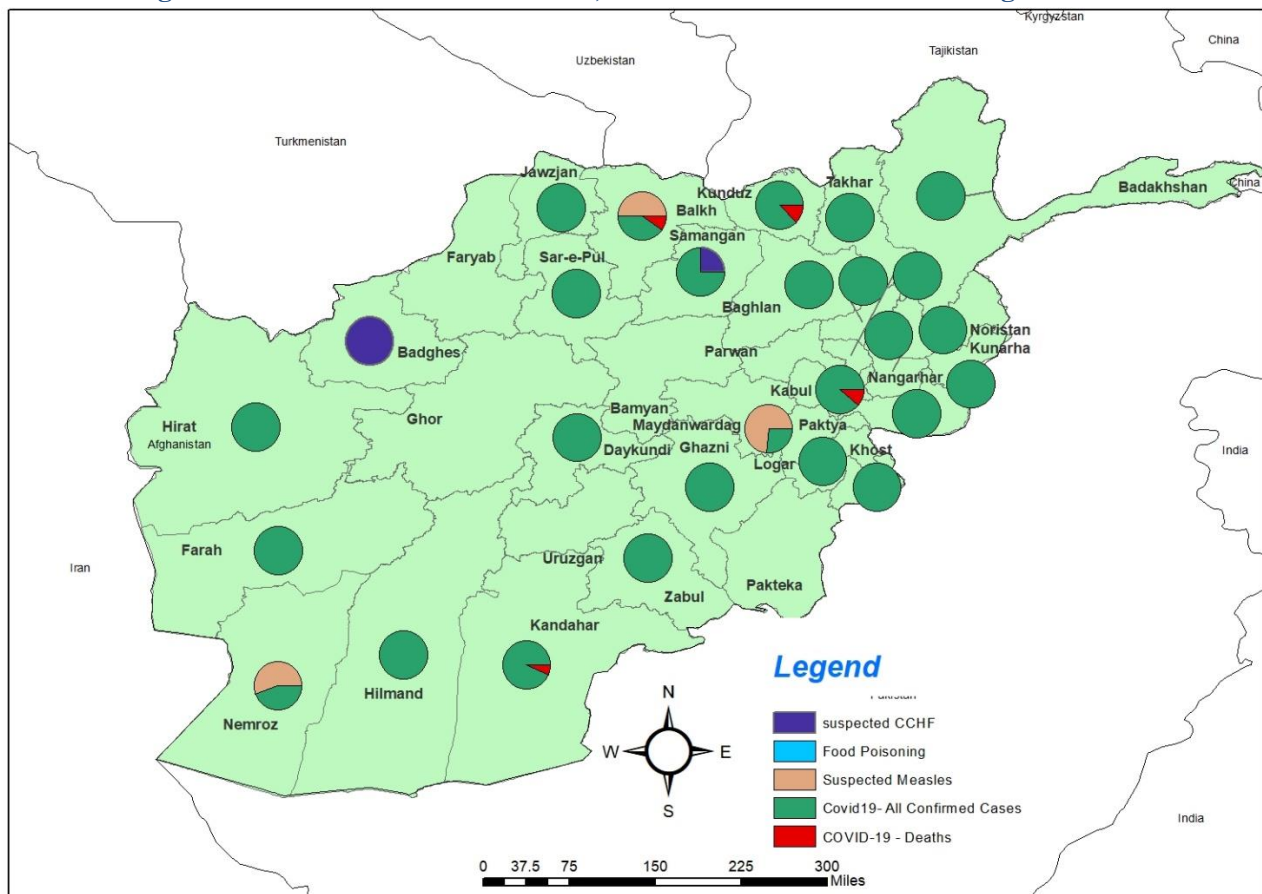 Kyrgyzstan
China
Tajikistan
Uzbekistan
Turkmenistan
Jawzjan
Kunduz
Takhar
Badakhshan
China
Balkh
Samangan
Faryab
Sar-e-Pul
Baghlan
Noristan
Kunarha
Badghes
Parwan
Kabul
Nangarhar
Ghor
Bamyan
Hirat
Afghanistan
Maydanwardag
Paktya
Daykundi
Ghazni
Logar
Khost
India
Farah
Iran
Uruzgan
Zabul
Pakteka
Kandahar
Hilmand
Nemroz
Legend
suspected CCHF
Food Poisoning
Suspected Measles
Covid19- All Confirmed Cases
COVID-19 - Deaths
N
W
E
S
India
0 37.5 75 150 225 300
Miles